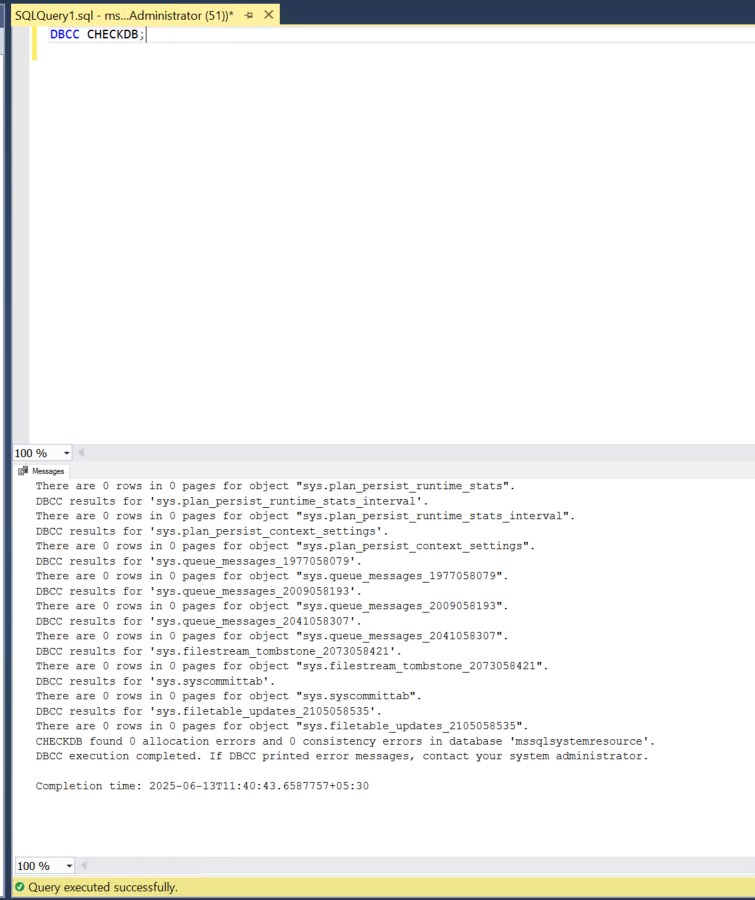 SQLQuery1.sql - ms...Administrator (51))*
DBCC CHECKDB;
100 %
Messages
There are 0 rows in 0 pages for object "sys.plan_persist_runtime_stats".
DBCC results for 'sys.plan_persist_runtime_stats_interval'.
There are 0 rows in 0 pages for object "sys.plan_persist_runtime_stats_interval".
DBCC results for 'sys.plan_persist_context_settings'.
There are 0 rows in 0 pages for object "sys.plan_persist_context_settings".
DBCC results for 'sys.queue_messages_1977058079'.
There are 0 rows in 0 pages for object "sys.queue_messages_1977058079".
DBCC results for 'sys.queue_messages_2009058193'.
There are 0 rows in 0 pages for object "sys.queue_messages_2009058193".
DBCC results for 'sys.queue_messages_2041058307'.
There are 0 rows in 0 pages for object "sys.queue_messages_2041058307".
DBCC results for 'sys.filestream_tombstone_2073058421'.
There are 0 rows in 0 pages for object "sys.filestream_tombstone_2073058421".
DBCC results for 'sys.syscommittab'.
There are 0 rows in 0 pages for object "sys.syscommittab".
DBCC results for 'sys.filetable_updates_2105058535'.
There are 0 rows in 0 pages for object "sys.filetable_updates_2105058535".
CHECKDB found 0 allocation errors and 0 consistency errors in database 'mssqlsystemresource'.
DBCC execution completed. If DBCC printed error messages, contact your system administrator.
Completion time: 2025-06-13T11:40:43.6587757+05:30
100 %
Query executed successfully.